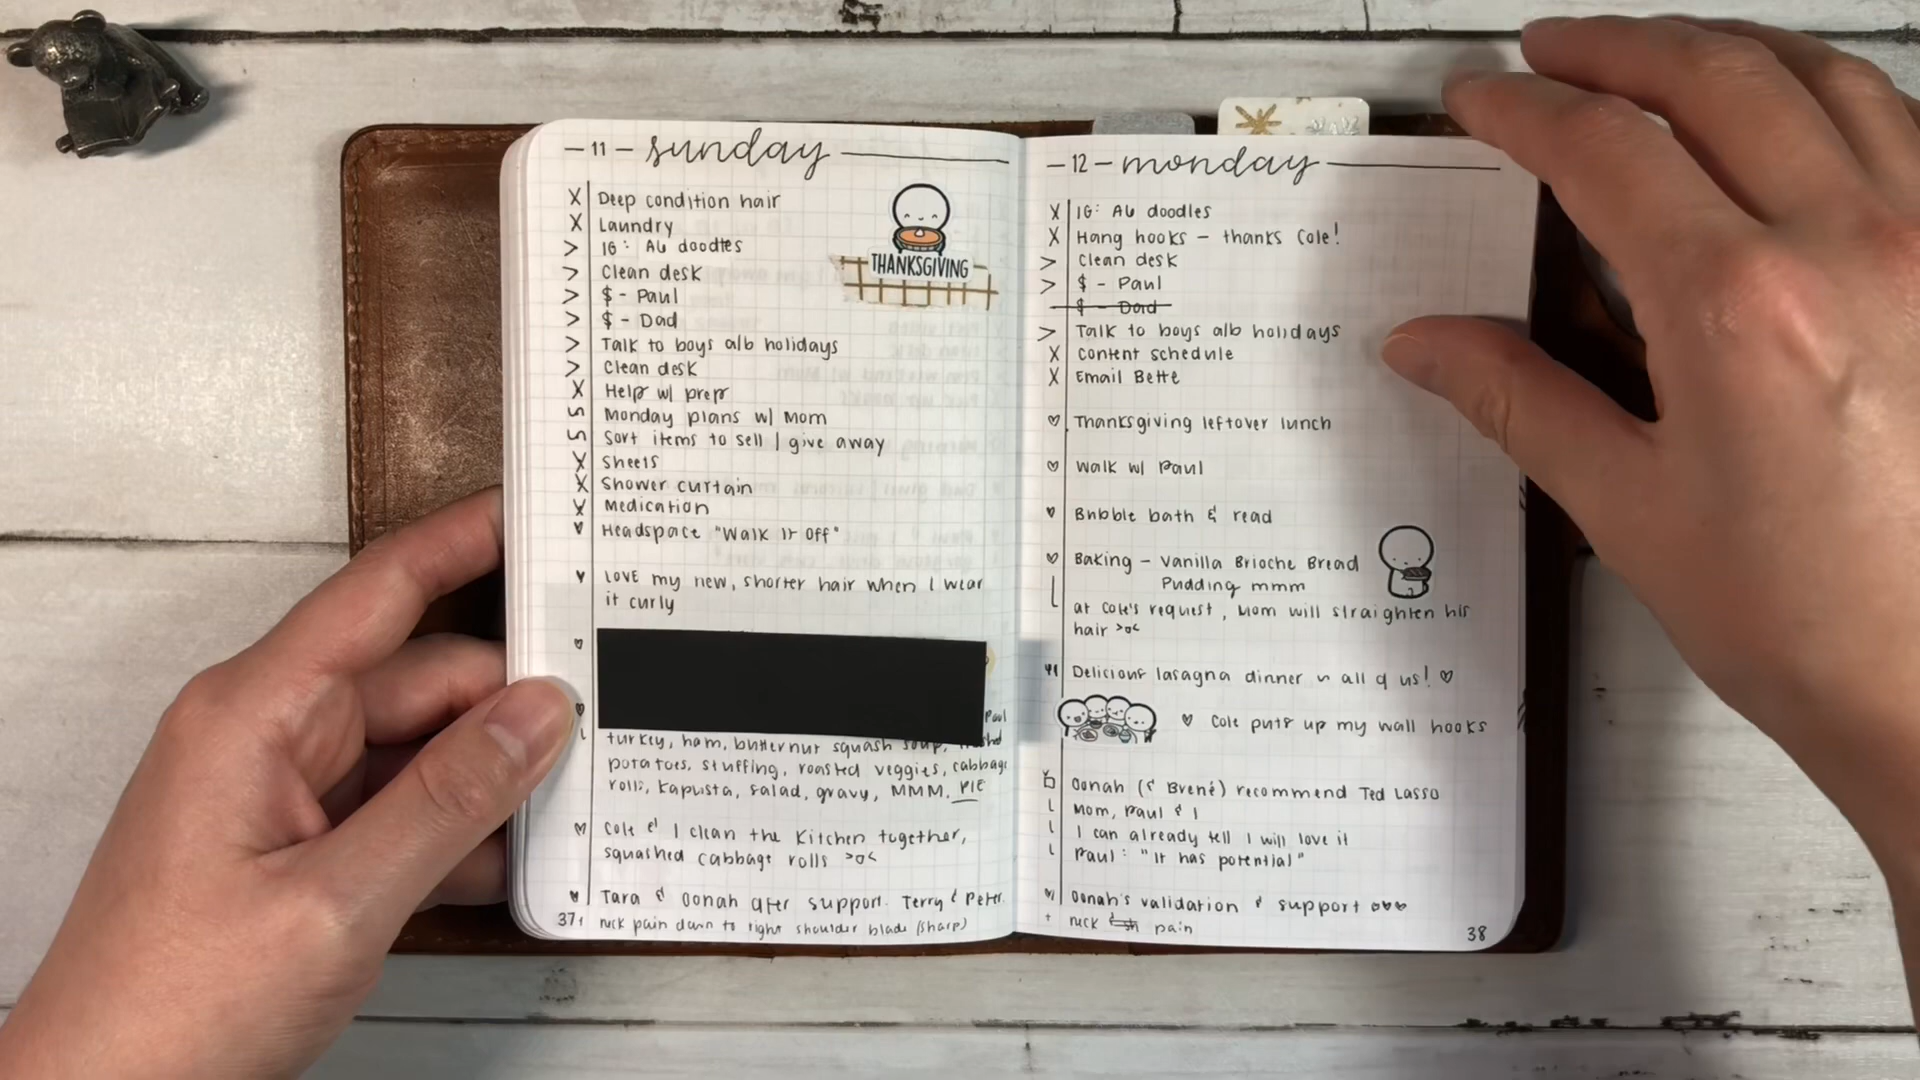 — 11 — sunday
X Deep condition hair
X Laundry
> IG: AU doodles
> Clean desk
> $ - Paul
> $ - Dad
> Talk to boys alb holidays
> Clean desk
X Help w/ prep
Monday plans w/ Mom
Sort items to sell | give away
X Sheets
X Shower curtain
X Medication
♥ Headspace "Walk It Off"
♥ LOVE my new, shorter hair when I wear
it curly
THANKSGIVING
♡
♡ Paul
turkey, ham, butternut squash soup,
potatoes, stuffing, roasted veggies, cabbage
rolls, kapusta, salad, gravy, MMM, PIE
♡ Cole & I clean the kitchen together,
squashed cabbage rolls >o<
♥ Tara & Oonah after support. Terry & Peter.
neck pain down to right shoulder blade (sharp)
37
— 12 — monday
X IG: AU doodles
X Hang hooks — thanks Cole!
> Clean desk
> $ - Paul
$ - Dad
> Talk to boys alb holidays
X Content schedule
X Email Bette
♡ Thanksgiving leftover lunch
♡ Walk w/ Paul
♥ Bubble bath & read
♡ Baking — Vanilla Brioche Bread
Pudding mmm
at Cole's request, Mom will straighten his
hair >o<
Delicious lasagna dinner all of us! ♡
♡ Cole puts up my wall hooks
Oonah (& Brené) recommend Ted Lasso
Mom, Paul & I
I can already tell I will love it
Paul: "It has potential"
Oonah's validation & support ♡♡♡
+ neck pain
38